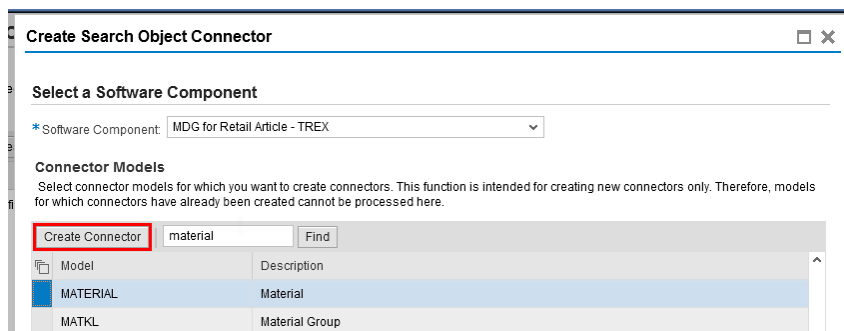 Create Search Object Connector
Select a Software Component
* Software Component: MDG for Retail Article - TREX
Connector Models
Select connector models for which you want to create connectors. This function is intended for creating new connectors only. Therefore, models
for which connectors have already been created cannot be processed here.
Create Connector material Find
Model Description
MATERIAL Material
MATKL Material Group